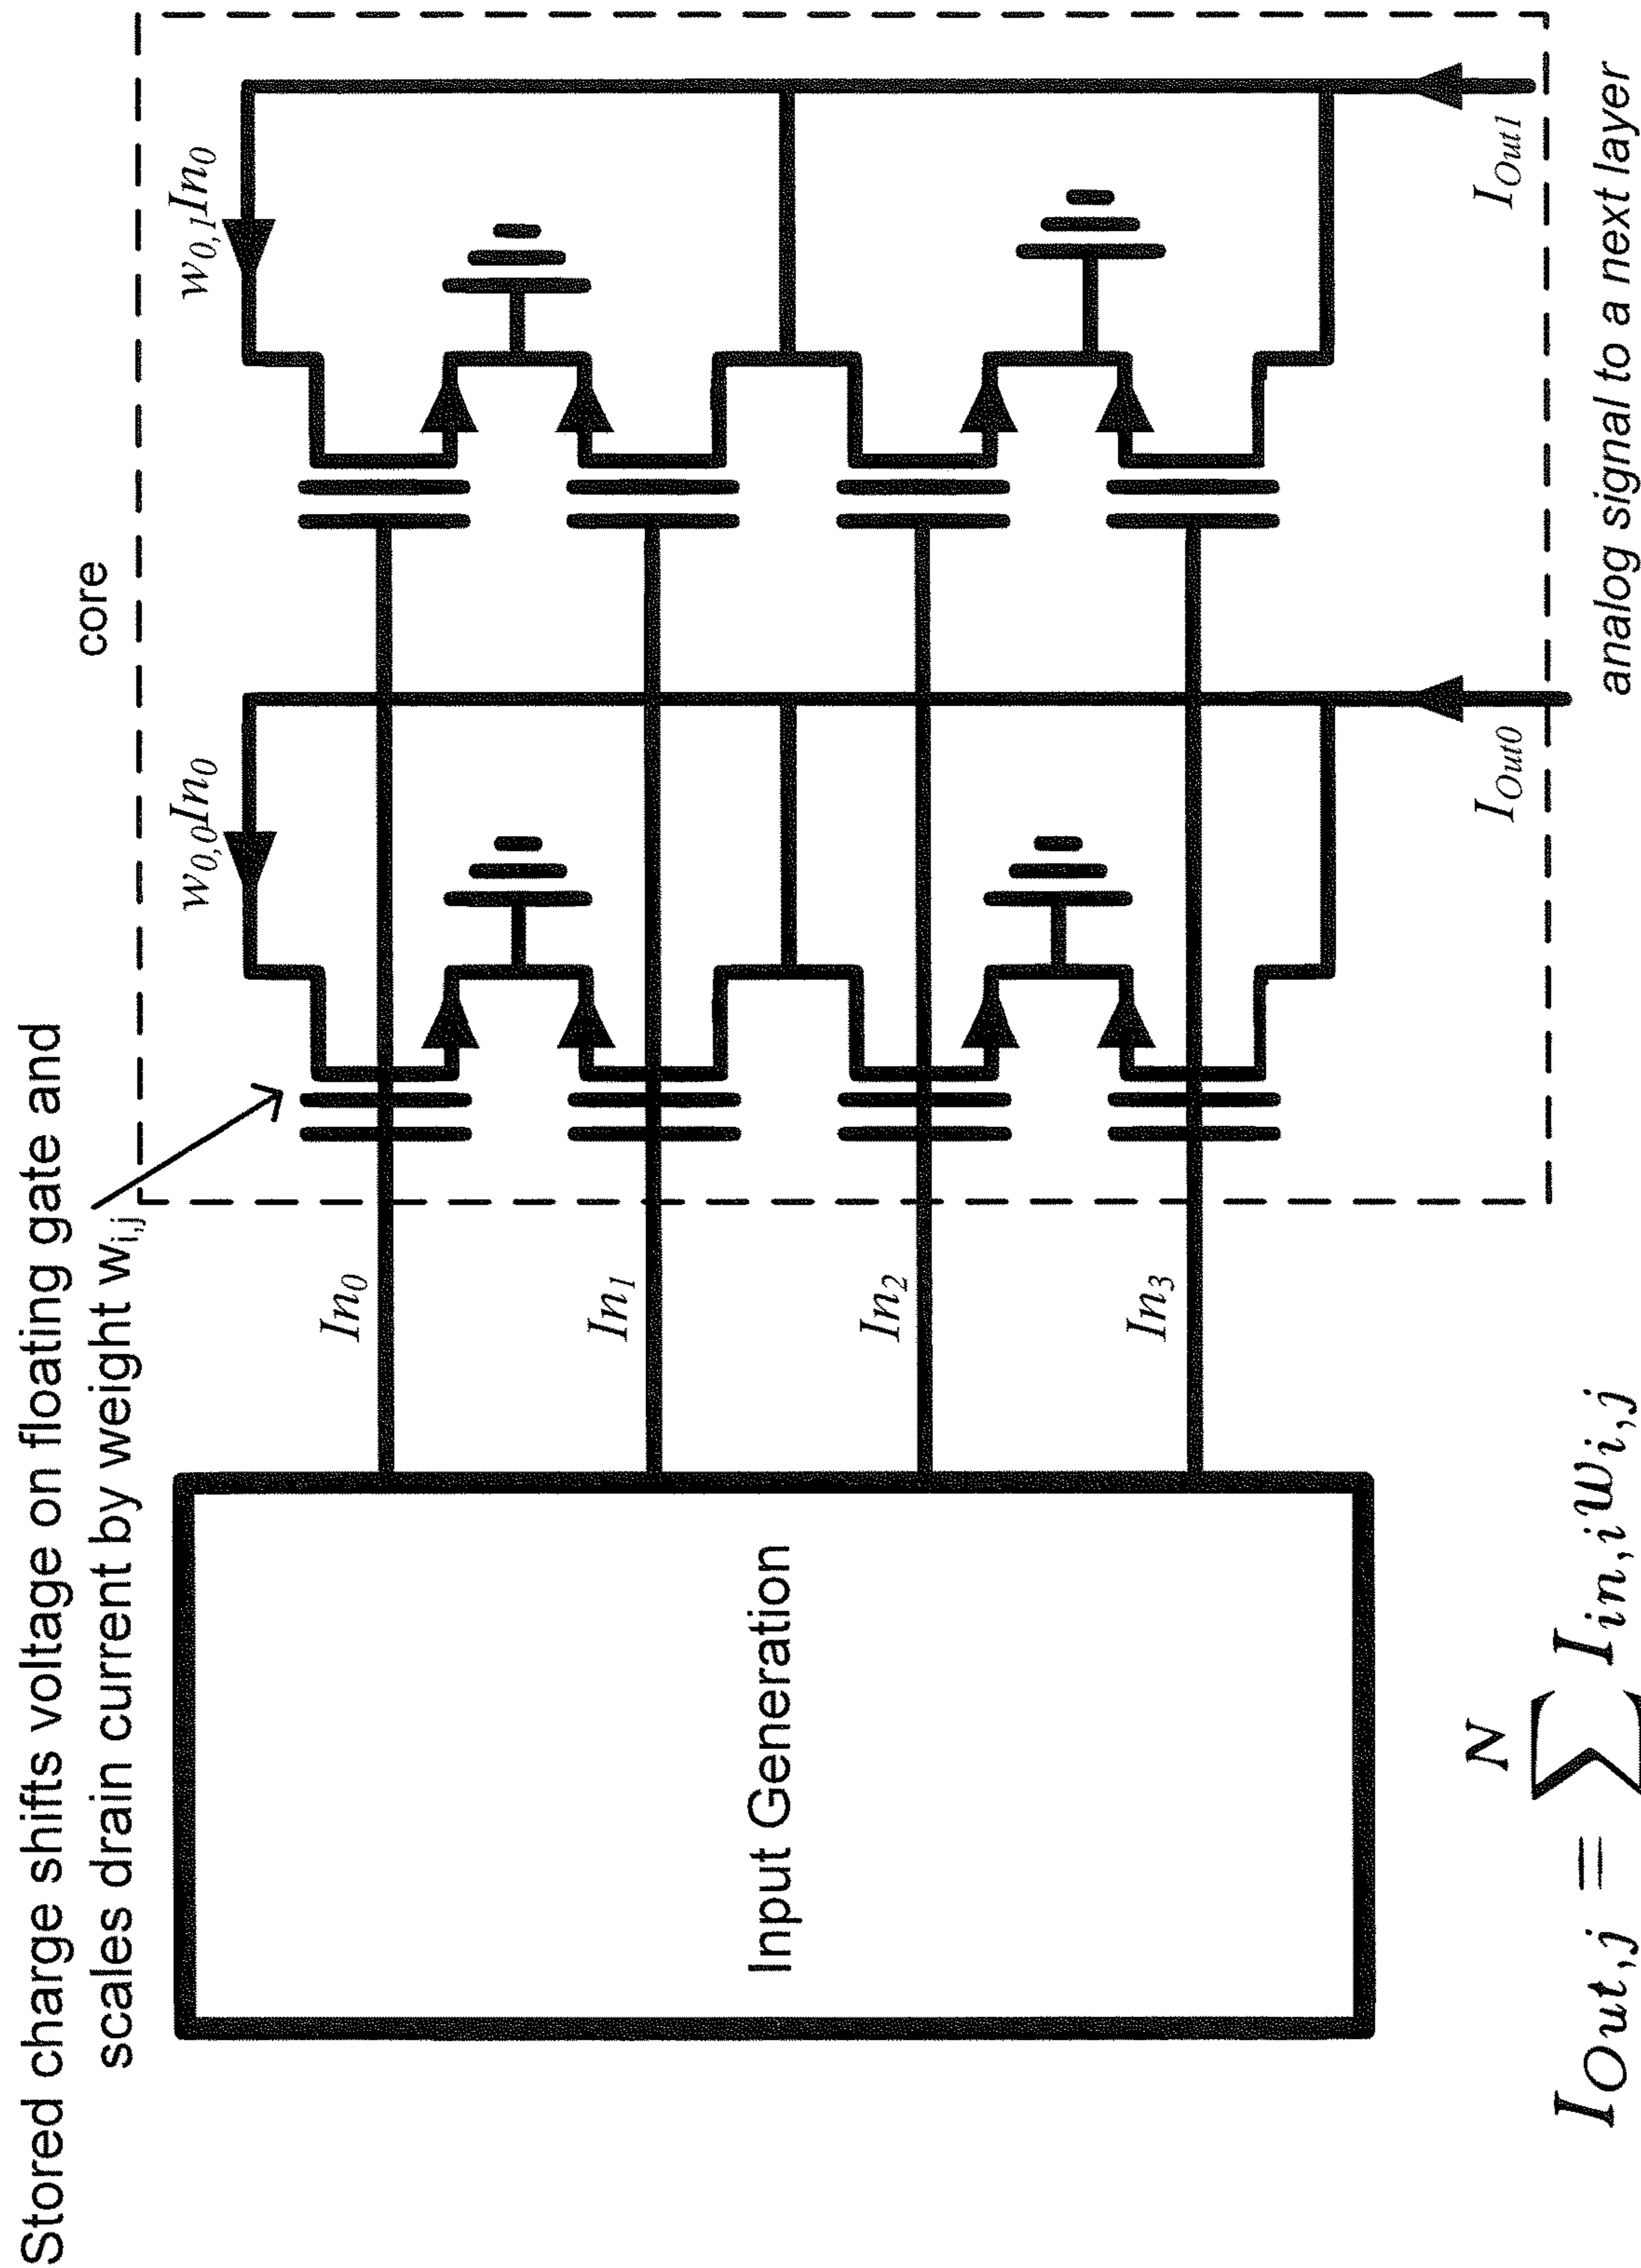 Stored charge shifts voltage on floating gate and
scales drain current by weight w_{i,j}
core
w_{0,0}In_0
w_{0,1}In_0
In_0
In_1
In_2
In_3
Input Generation
I_{Out0}
I_{Out1}
analog signal to a next layer
N
I_{Out,j} = ∑ I_{in,i}w_{i,j}